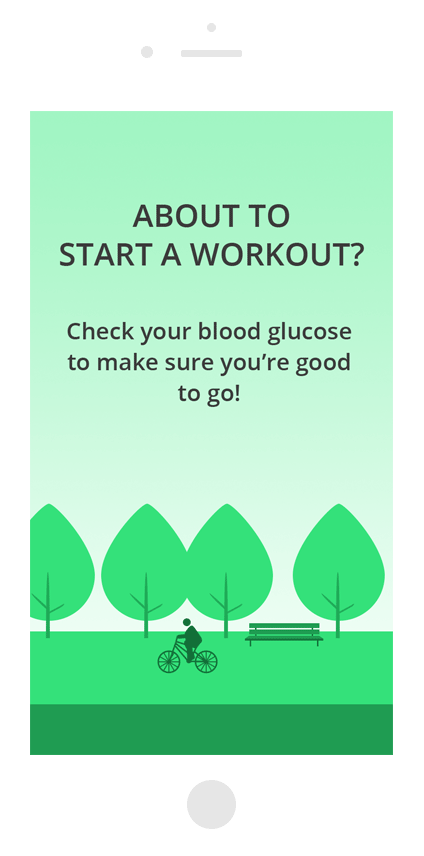 ABOUT TO
START A WORKOUT?
Check your blood glucose
to make sure you’re good
to go!